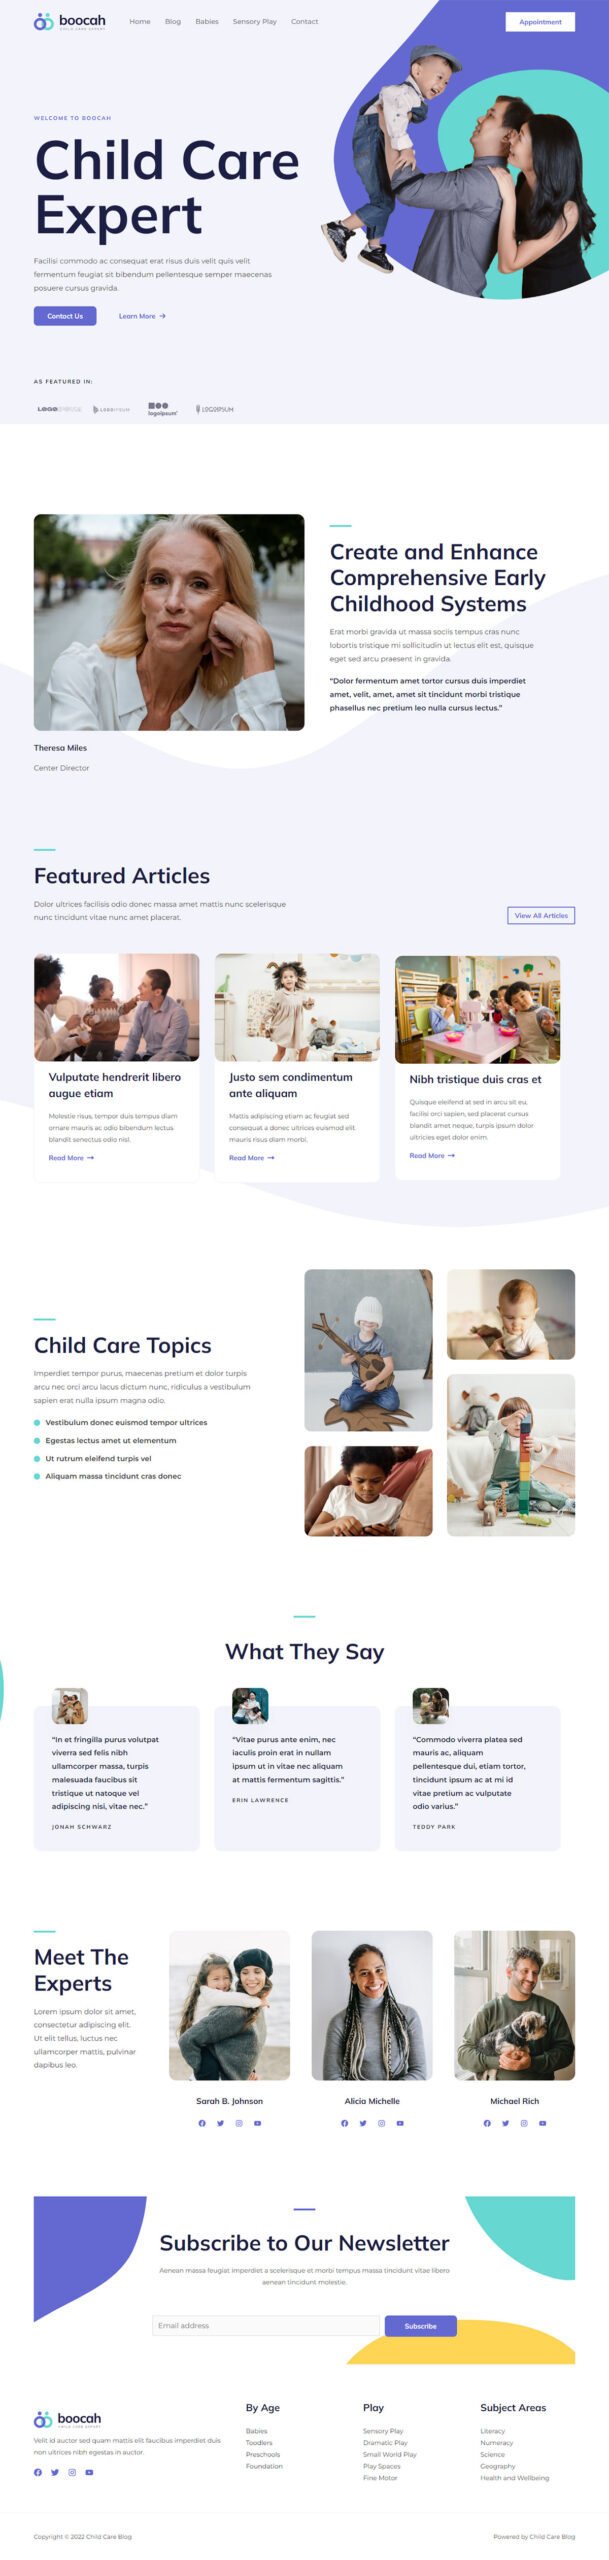 boocah
CHILD CARE EXPERT
Home Blog Babies Sensory Play Contact
Appointment
WELCOME TO BOOCAH
Child Care
Expert
Facilisi commodo ac consequat erat risus duis velit quis velit
fermentum feugiat sit bibendum pellentesque semper maecenas
posuere cursus gravida.
Contact Us
Learn More →
AS FEATURED IN:
LOGOIPSUM
logoipsum
LOGOIPSUM
Create and Enhance
Comprehensive Early
Childhood Systems
Erat morbi gravida ut massa sociis tempus cras nunc
lobortis tristique mi sollicitudin ut lectus elit est, quisque
eget sed arcu praesent in gravida.
“Dolor fermentum amet tortor cursus duis imperdiet
amet, velit, amet, amet sit tincidunt morbi tristique
phasellus nec pretium leo nulla cursus lectus.”
Theresa Miles
Center Director
Featured Articles
Dolor ultrices facilisis odio donec massa amet mattis nunc scelerisque
nunc tincidunt vitae nunc amet placerat.
View All Articles
Vulputate hendrerit libero
augue etiam
Molestie risus, tempor duis tempus diam
ornare mauris ac odio bibendum lectus
blandit senectus odio nisl.
Read More →
Justo sem condimentum
ante aliquam
Mattis adipiscing etiam ac feugiat sed
consequat a donec ultrices euismod elit
mauris risus diam morbi.
Read More →
Nibh tristique duis cras et
Quisque eleifend at sed in arcu sit eu,
facilisi orci sapien, sed placerat cursus
blandit amet neque, turpis ipsum dolor
ultricies eget dolor enim.
Read More →
Child Care Topics
Imperdiet tempor purus, maecenas pretium et dolor turpis
arcu nec orci arcu lacus dictum nunc, ridiculus a vestibulum
sapien erat nulla ipsum magna odio.
Vestibulum donec euismod tempor ultrices
Egestas lectus amet ut elementum
Ut rutrum eleifend turpis vel
Aliquam massa tincidunt cras donec
What They Say
“In et fringilla purus volutpat
viverra sed felis nibh
ullamcorper massa, turpis
malesuada faucibus sit
tristique ut natoque vel
adipiscing nisi, vitae nec.”
JONAH SCHWARZ
“Vitae purus ante enim, nec
iaculis proin erat in nullam
ipsum ut in vitae nec aliquam
at mattis fermentum sagittis.”
ERIN LAWRENCE
“Commodo viverra platea sed
mauris ac, aliquam
pellentesque dui, etiam tortor,
tincidunt ipsum ac at mi id
vitae pretium ac vulputate
odio varius.”
TEDDY PARK
Meet The
Experts
Lorem ipsum dolor sit amet,
consectetur adipiscing elit.
Ut elit tellus, luctus nec
ullamcorper mattis, pulvinar
dapibus leo.
Sarah B. Johnson
Alicia Michelle
Michael Rich
Subscribe to Our Newsletter
Aenean massa feugiat imperdiet a scelerisque et morbi tempus massa tincidunt vitae libero
aenean tincidunt molestie.
Email address
Subscribe
boocah
CHILD CARE EXPERT
Velit id auctor sed quam mattis elit faucibus imperdiet duis
non ultrices nibh egestas in auctor.
By Age
Babies
Toodlers
Preschools
Foundation
Play
Sensory Play
Dramatic Play
Small World Play
Play Spaces
Fine Motor
Subject Areas
Literacy
Numeracy
Science
Geography
Health and Wellbeing
Copyright © 2022 Child Care Blog
Powered by Child Care Blog